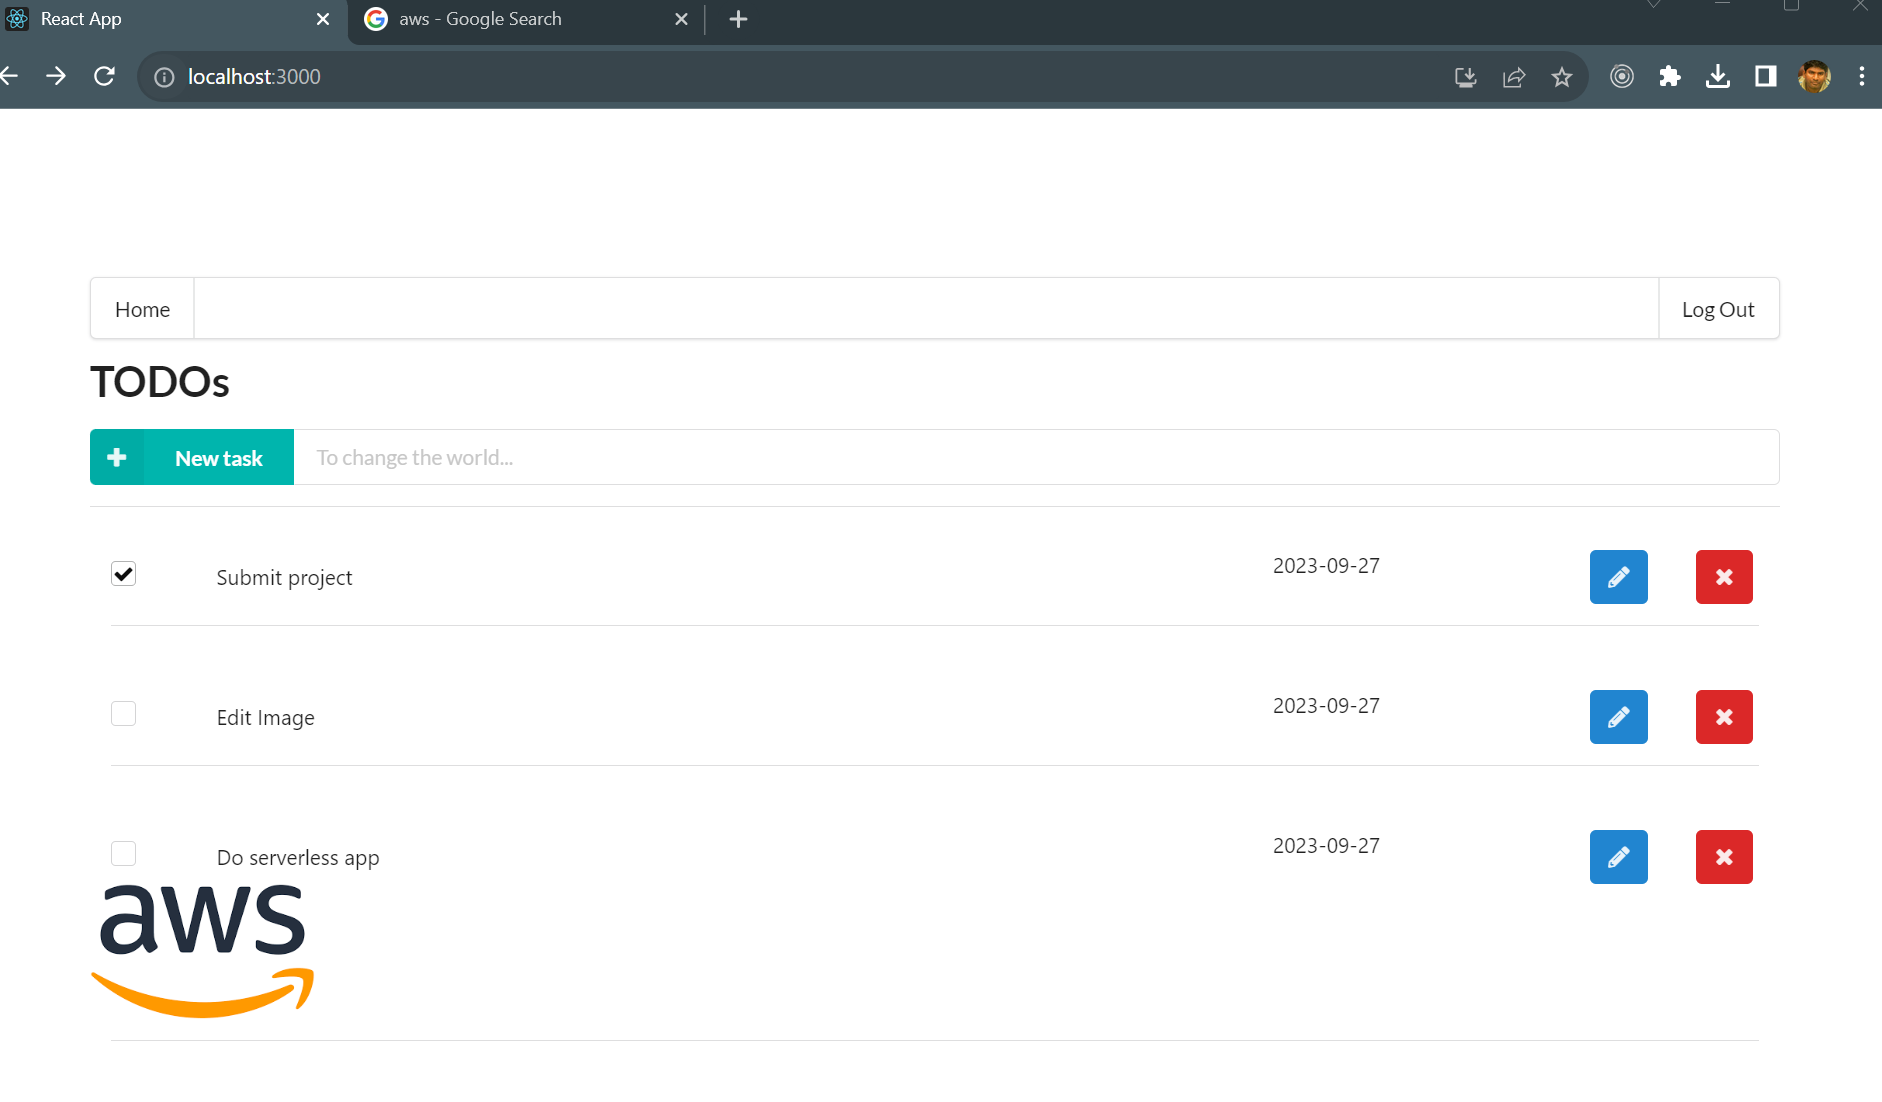 React App
aws - Google Search
localhost:3000
Home
Log Out
TODOs
New task
To change the world...
Submit project
2023-09-27
Edit Image
2023-09-27
Do serverless app
2023-09-27
aws